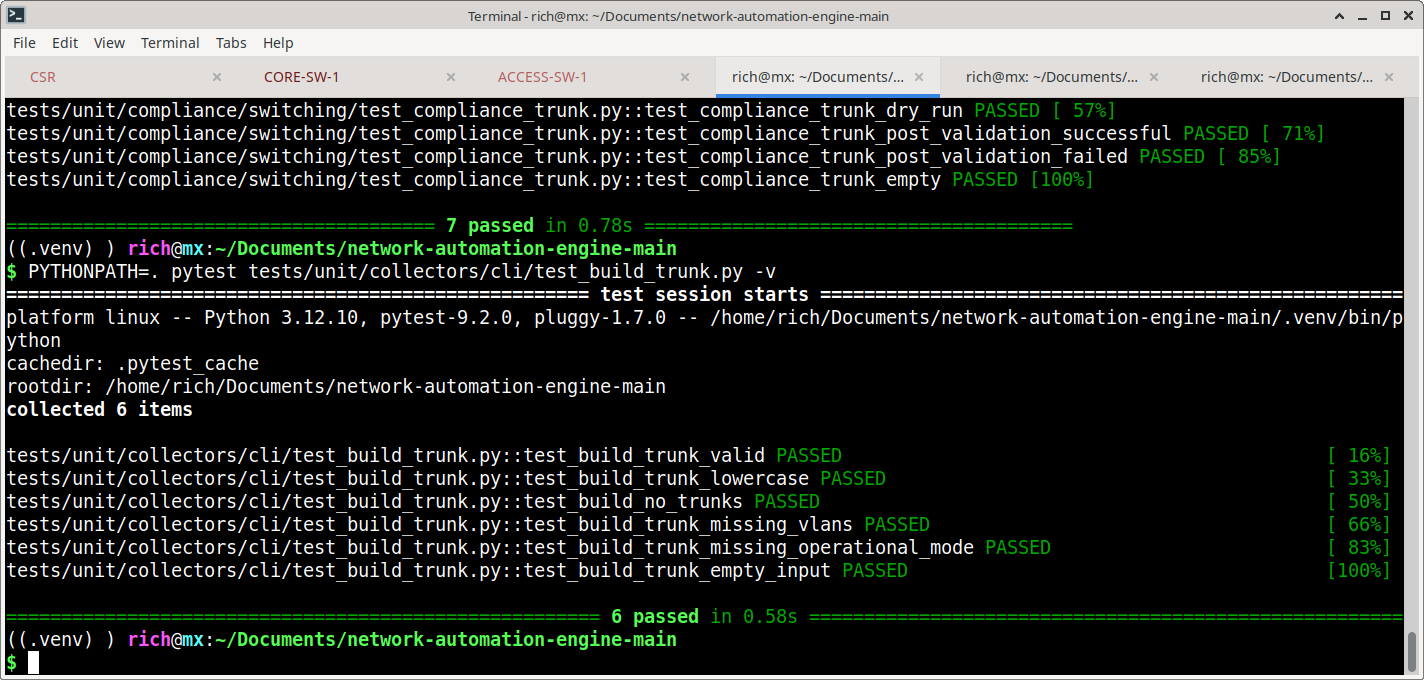 Terminal - rich@mx: ~/Documents/network-automation-engine-main
File Edit View Terminal Tabs Help
CSR CORE-SW-1 ACCESS-SW-1 rich@mx: ~/Documents/... rich@mx: ~/Documents/... rich@mx: ~/Documents/...
tests/unit/compliance/switching/test_compliance_trunk.py::test_compliance_trunk_dry_run PASSED [ 57%]
tests/unit/compliance/switching/test_compliance_trunk.py::test_compliance_trunk_post_validation_successful PASSED [ 71%]
tests/unit/compliance/switching/test_compliance_trunk.py::test_compliance_trunk_post_validation_failed PASSED [ 85%]
tests/unit/compliance/switching/test_compliance_trunk.py::test_compliance_trunk_empty PASSED [100%]
======================================= 7 passed in 0.78s =======================================
((.venv) ) rich@mx:~/Documents/network-automation-engine-main
$ PYTHONPATH=. pytest tests/unit/collectors/cli/test_build_trunk.py -v
===================================================== test session starts =====================================================
platform linux -- Python 3.12.10, pytest-9.2.0, pluggy-1.7.0 -- /home/rich/Documents/network-automation-engine-main/.venv/bin/p
ython
cachedir: .pytest_cache
rootdir: /home/rich/Documents/network-automation-engine-main
collected 6 items
tests/unit/collectors/cli/test_build_trunk.py::test_build_trunk_valid PASSED [ 16%]
tests/unit/collectors/cli/test_build_trunk.py::test_build_trunk_lowercase PASSED [ 33%]
tests/unit/collectors/cli/test_build_trunk.py::test_build_no_trunks PASSED [ 50%]
tests/unit/collectors/cli/test_build_trunk.py::test_build_trunk_missing_vlans PASSED [ 66%]
tests/unit/collectors/cli/test_build_trunk.py::test_build_trunk_missing_operational_mode PASSED [ 83%]
tests/unit/collectors/cli/test_build_trunk.py::test_build_trunk_empty_input PASSED [100%]
====================================================== 6 passed in 0.58s ======================================================
((.venv) ) rich@mx:~/Documents/network-automation-engine-main
$